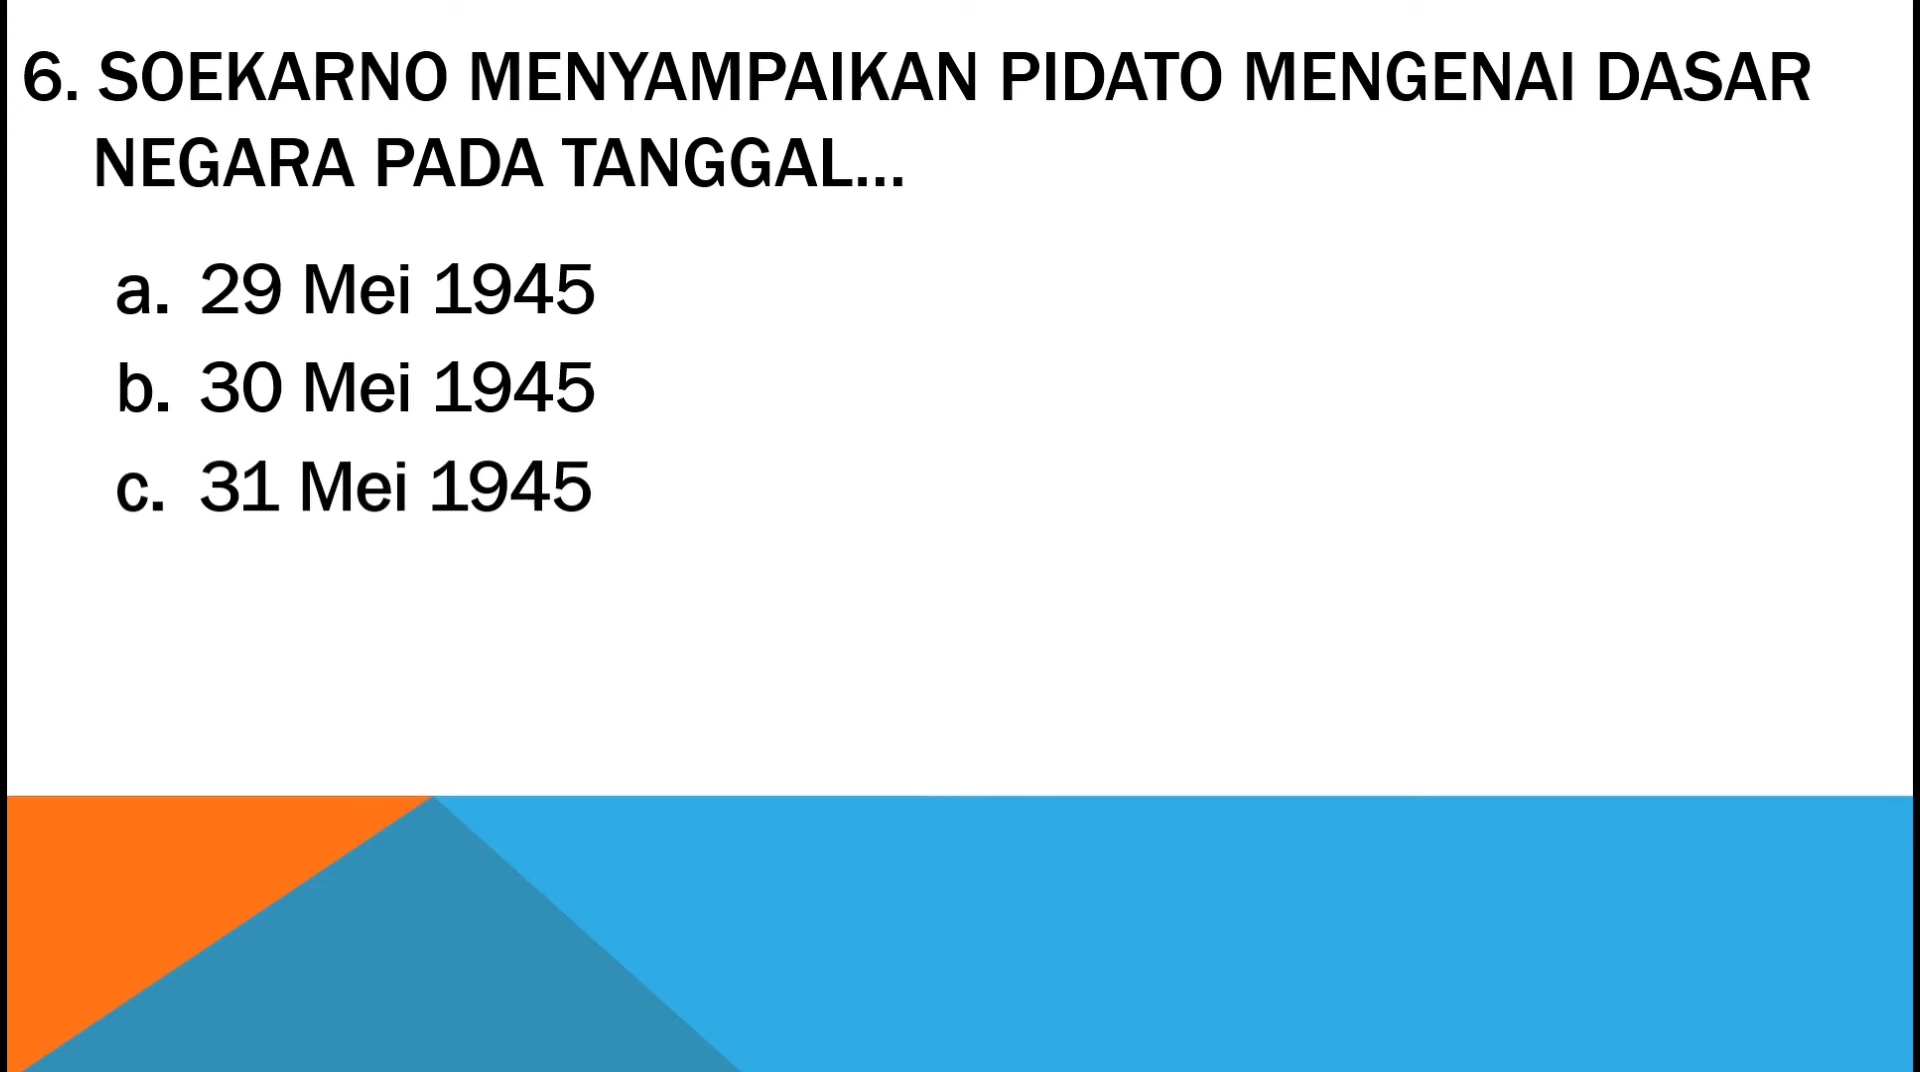 6. SOEKARNO MENYAMPAIKAN PIDATO MENGENAI DASAR
NEGARA PADA TANGGAL...
a. 29 Mei 1945
b. 30 Mei 1945
c. 31 Mei 1945